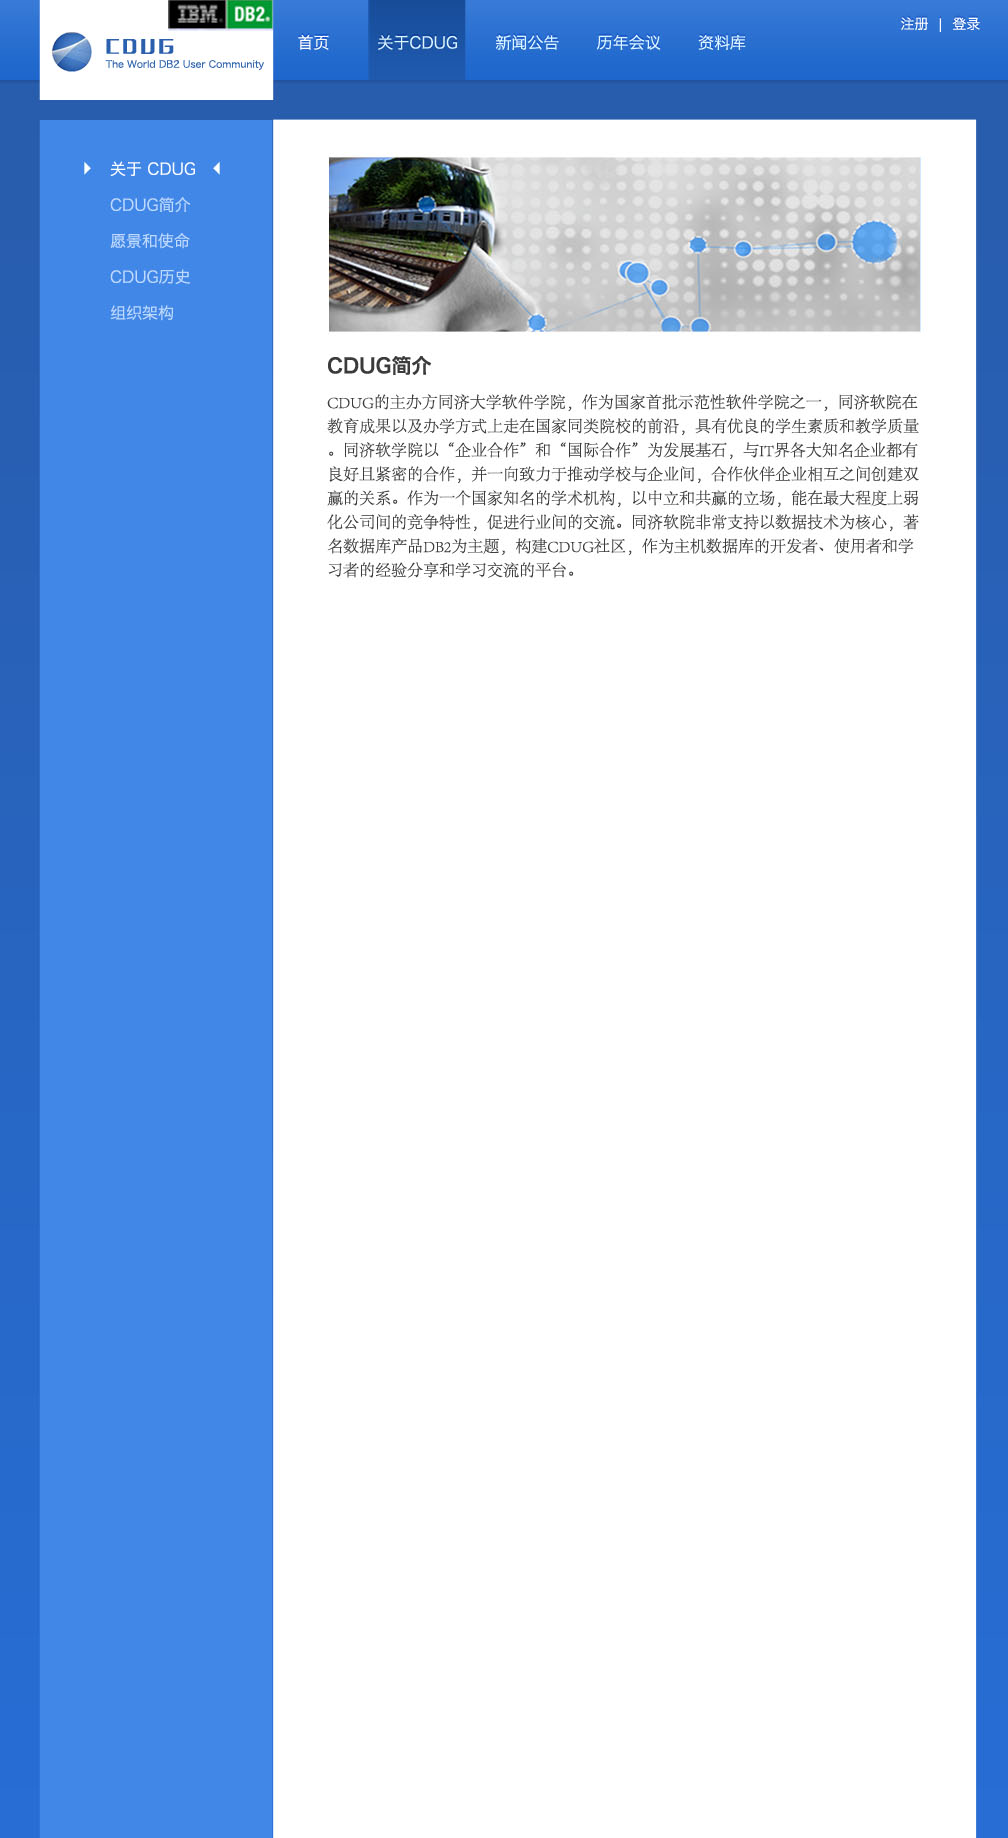 IBM DB2.
注册 | 登录
CDUG
The World DB2 User Community
首页 关于CDUG 新闻公告 历年会议 资料库
关于 CDUG
CDUG简介
愿景和使命
CDUG历史
组织架构
CDUG简介
CDUG的主办方同济大学软件学院，作为国家首批示范性软件学院之一，同济软院在
教育成果以及办学方式上走在国家同类院校的前沿，具有优良的学生素质和教学质量
。同济软学院以“企业合作”和“国际合作”为发展基石，与IT界各大知名企业都有
良好且紧密的合作，并一向致力于推动学校与企业间，合作伙伴企业相互之间创建双
赢的关系。作为一个国家知名的学术机构，以中立和共赢的立场，能在最大程度上弱
化公司间的竞争特性，促进行业间的交流。同济软院非常支持以数据技术为核心，著
名数据库产品DB2为主题，构建CDUG社区，作为主机数据库的开发者、使用者和学
习者的经验分享和学习交流的平台。